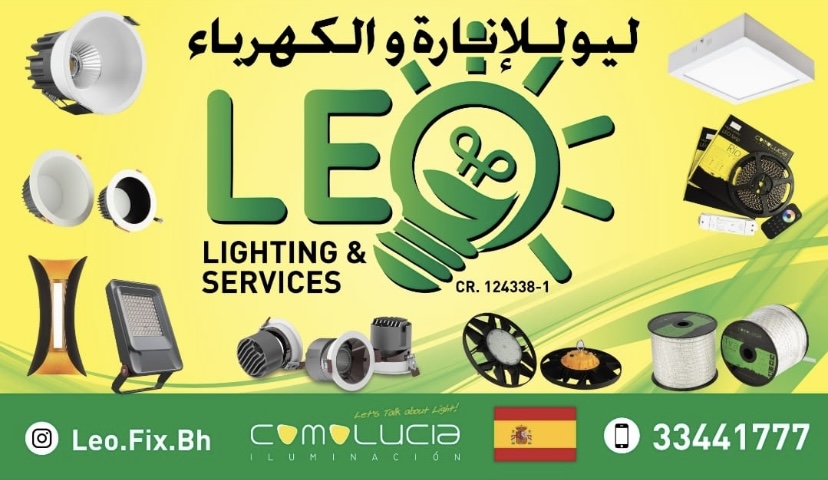 ليو للإنارة و الكهرباء
LEO
LIGHTING &
SERVICES
CR. 124338-1
COMOLUCIA
Leo.Fix.Bh
Let's Talk about Light!
COMOLUCIA
ILUMINACIÓN
33441777